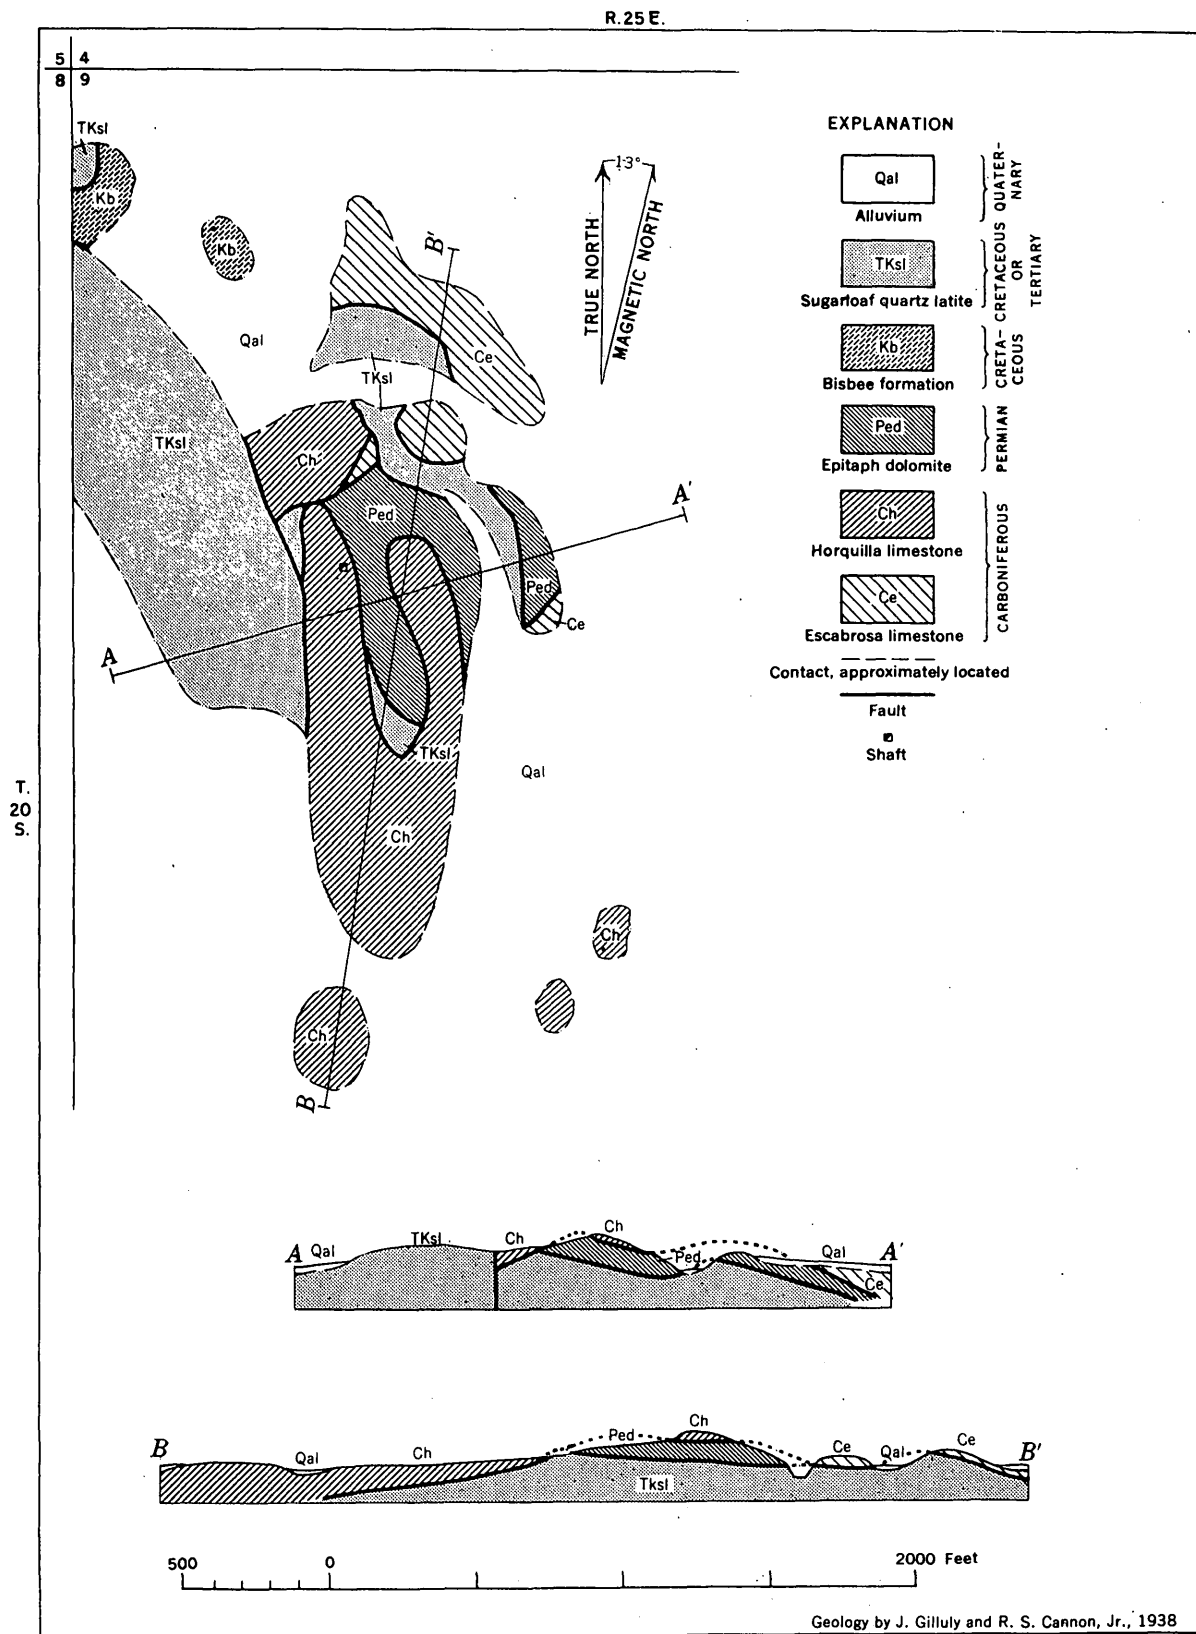 R. 25 E.
5 4
8 9
TKsl
Kb
Kb
B'
Qal
Ce
TKsl
TKsl
Ch
Ped
A'
Ped
Ce
A
TKsl
Qal
Ch
Ch
Ch
B
T.
20
S.
13°
TRUE NORTH
MAGNETIC NORTH
EXPLANATION
Qal
Alluvium
QUATER-
NARY
TKsl
Sugarloaf quartz latite
CRETACEOUS
OR
TERTIARY
Kb
Bisbee formation
CRETA-
CEOUS
Ped
Epitaph dolomite
PERMIAN
Ch
Horquilla limestone
Ce
Escabrosa limestone
CARBONIFEROUS
Contact, approximately located
Fault
Shaft
A Qal TKsl Ch Ch Ped Qal A'
Ce
B Qal Ch Ped Ch Ce Qal Ce B'
Tksl
500 0 2000 Feet
Geology by J. Gilluly and R. S. Cannon, Jr., 1938